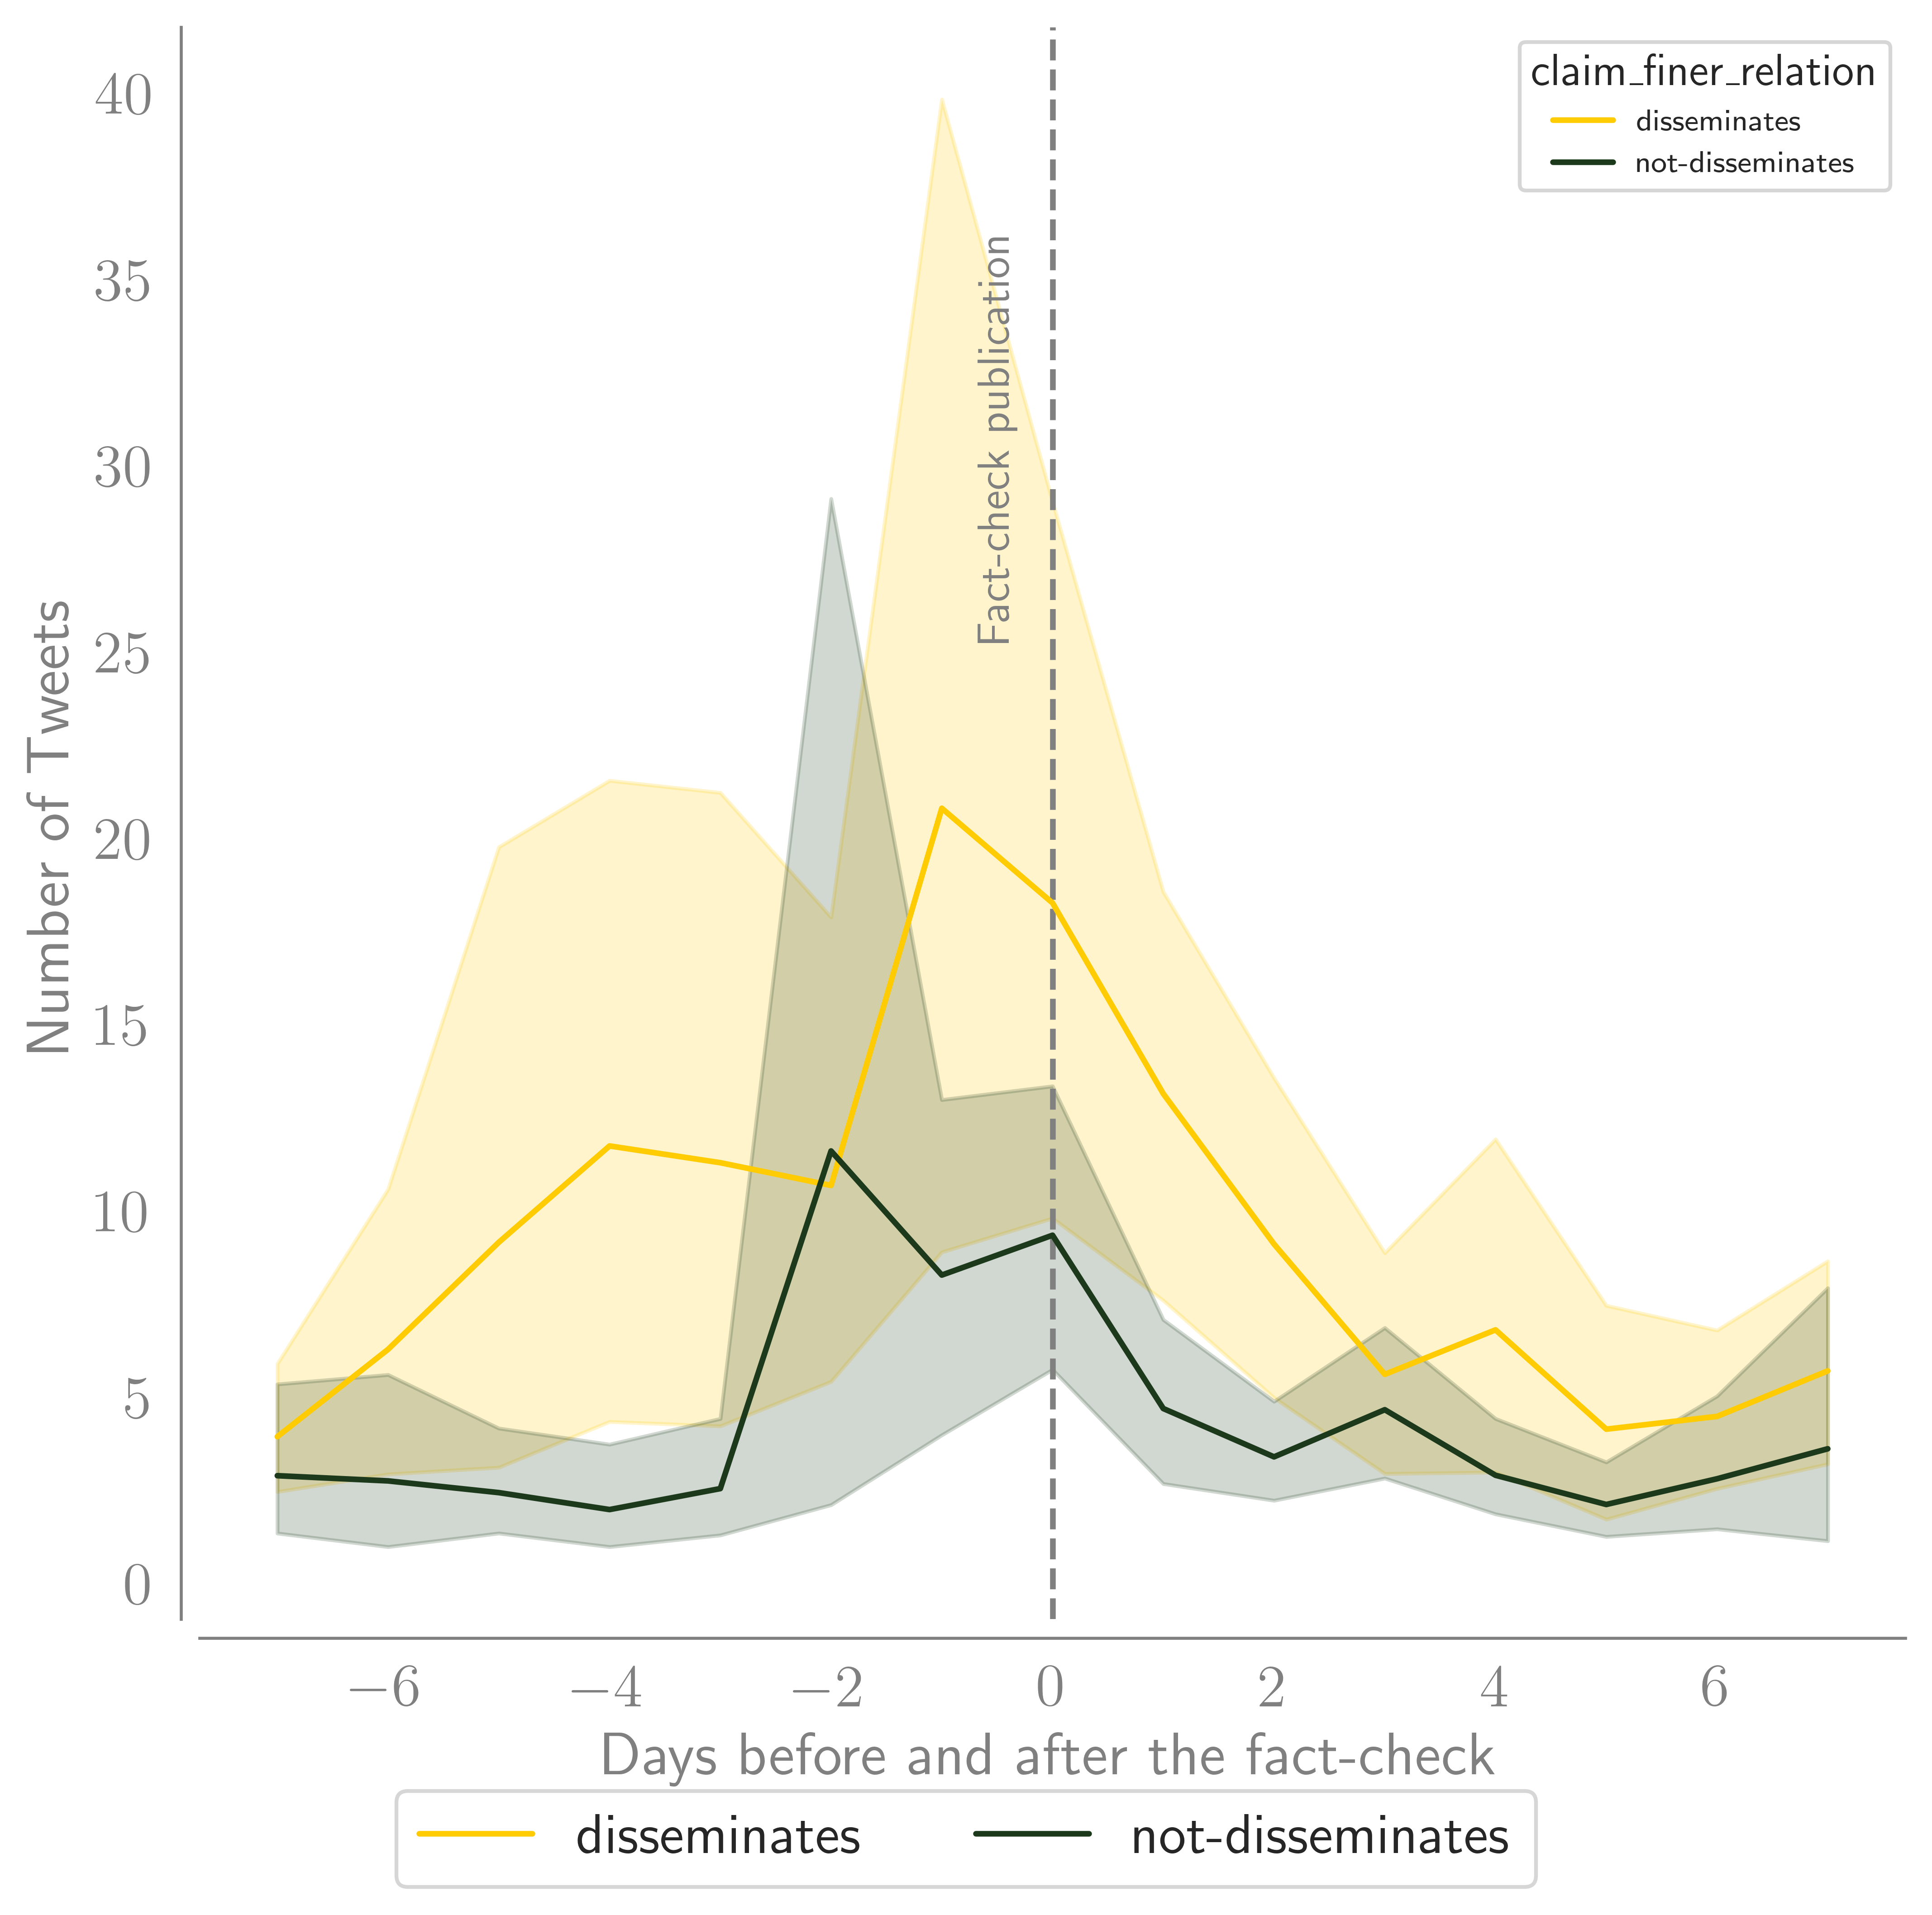 claim_finer_relation
disseminates
not-disseminates
40
35
30
25
20
15
10
5
0
Number of Tweets
Fact-check publication
−6 −4 −2 0 2 4 6
Days before and after the fact-check
disseminates not-disseminates